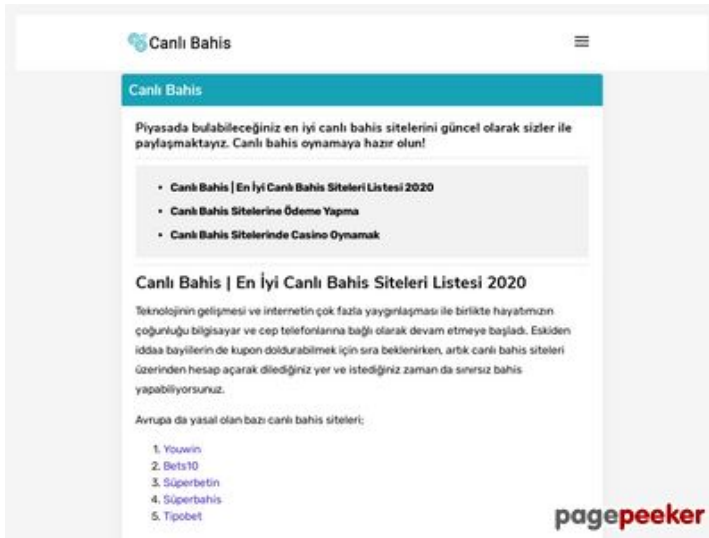 Canlı Bahis
Canlı Bahis
Piyasada bulabileceğiniz en iyi canlı bahis sitelerini güncel olarak sizler ile
paylaşmaktayız. Canlı bahis oynamaya hazır olun!
• Canlı Bahis | En İyi Canlı Bahis Siteleri Listesi 2020
• Canlı Bahis Sitelerine Ödeme Yapma
• Canlı Bahis Sitelerinde Casino Oynamak
Canlı Bahis | En İyi Canlı Bahis Siteleri Listesi 2020
Teknolojinin gelişmesi ve internetin çok fazla yaygınlaşması ile birlikte hayatımızın
çoğunluğu bilgisayar ve cep telefonlarına bağlı olarak devam etmeye başladı. Eskiden
iddaa bayiilerin de kupon doldurabilmek için sıra beklenirken, artık canlı bahis siteleri
üzerinden hesap açarak dilediğiniz yer ve istediğiniz zaman da sınırsız bahis
yapabiliyorsunuz.
Avrupa da yasal olan bazı canlı bahis siteleri;
1. Youwin
2. Bets10
3. Süperbetin
4. Süperbahis
5. Tipobet
pagepeeker